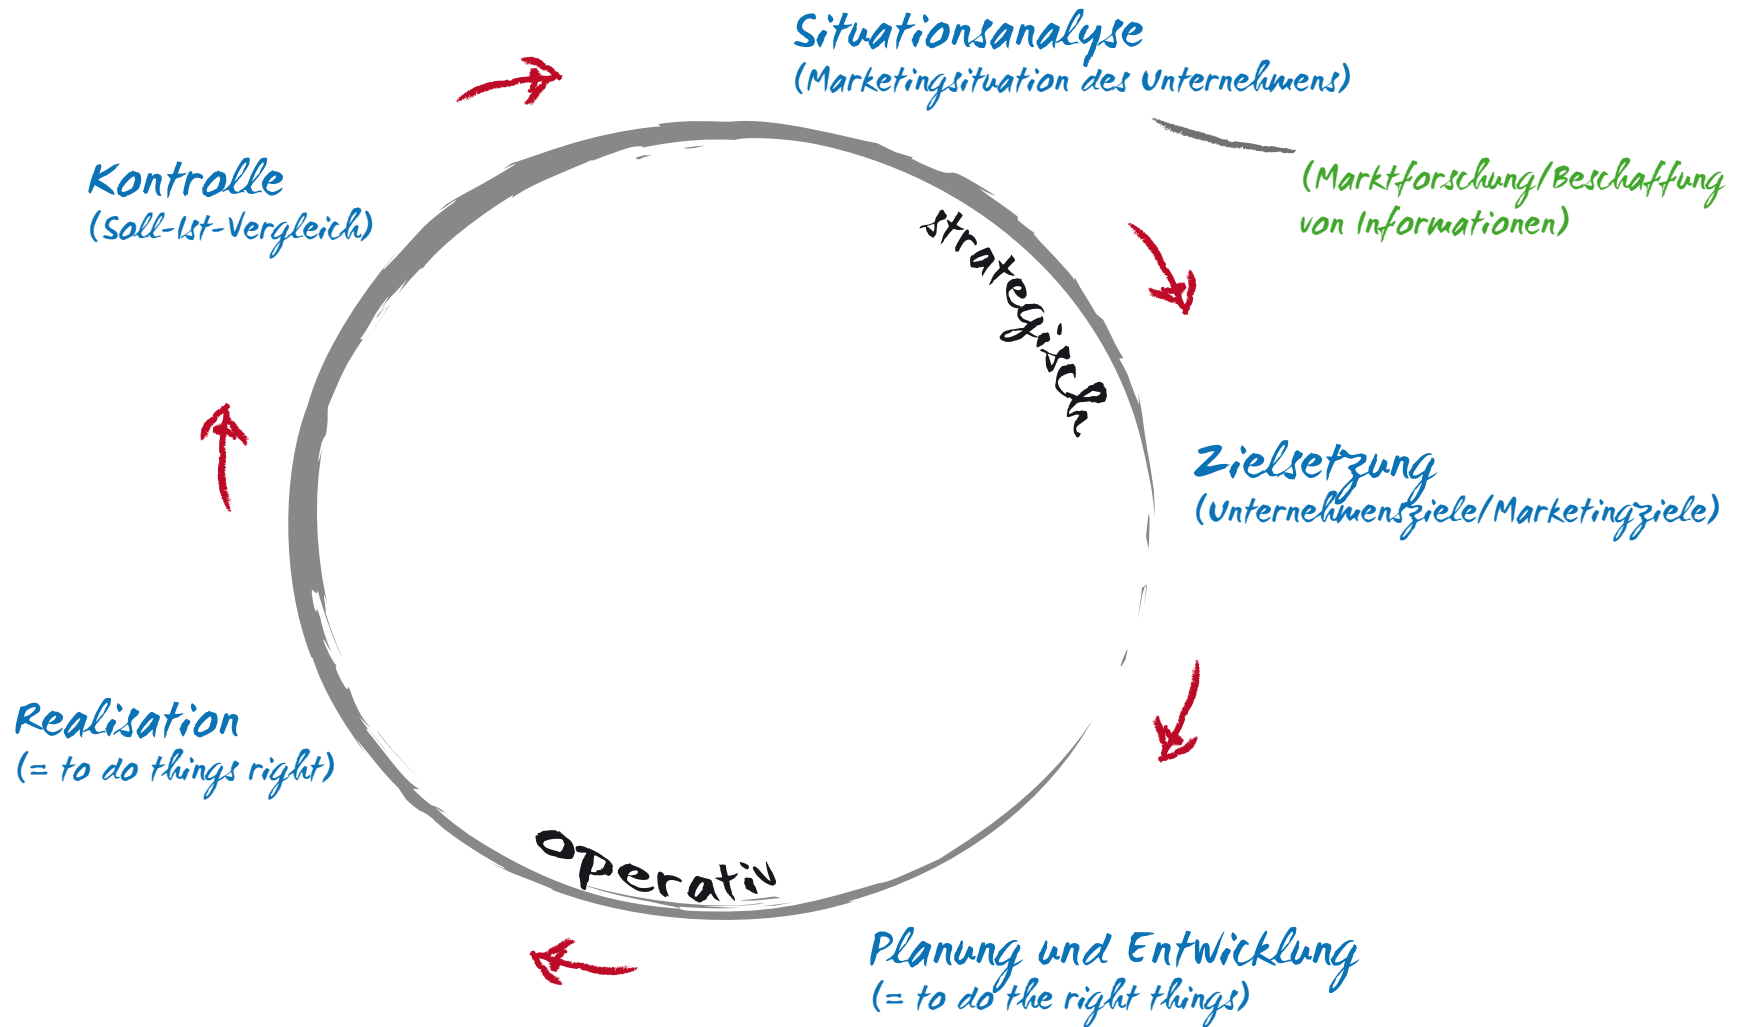 Situationsanalyse
(Marketingsituation des Unternehmens)
(Marktforschung/Beschaffung
von Informationen)
Kontrolle
(Soll-Ist-Vergleich)
strategisch
Zielsetzung
(Unternehmensziele/Marketingziele)
Realisation
(= to do things right)
operativ
Planung und Entwicklung
(= to do the right things)